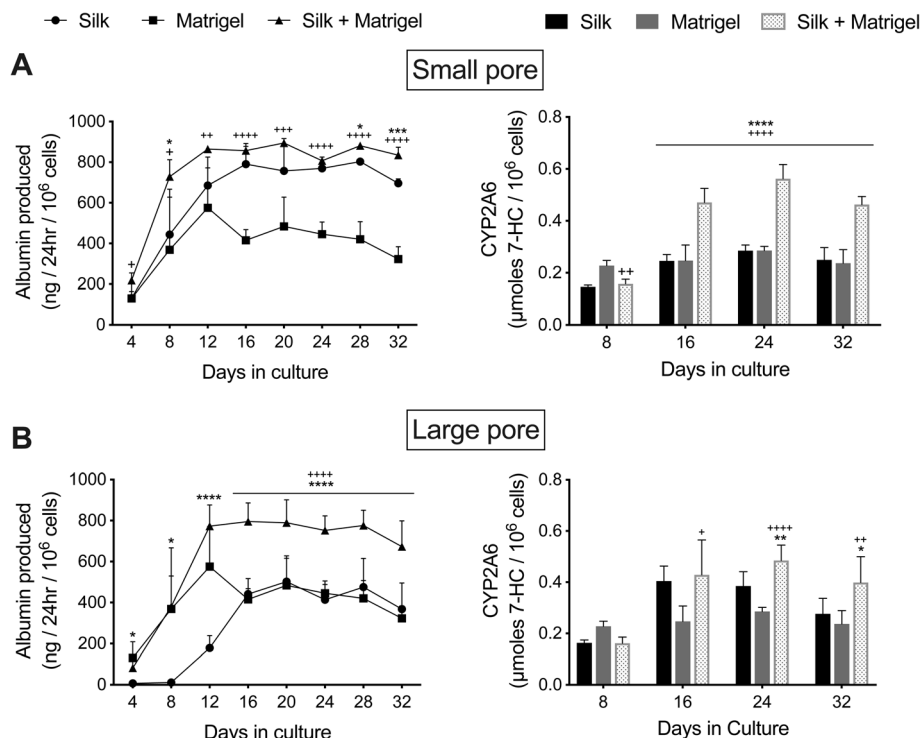 Silk Matrigel Silk + Matrigel
Silk Matrigel Silk + Matrigel
A
Small pore
Albumin produced
(ng / 24hr / 10⁶ cells)
1000
800
600
400
200
0
+
*
+
++
++++
+++
++++
*
++++
***
++++
4 8 12 16 20 24 28 32
Days in culture
CYP2A6
(μmoles 7-HC / 10⁶ cells)
0.8
0.6
0.4
0.2
0.0
++
****
++++
8 16 24 32
Days in culture
B
Large pore
Albumin produced
(ng / 24hr / 10⁶ cells)
1000
800
600
400
200
0
*
*
****
++++
****
4 8 12 16 20 24 28 32
Days in culture
CYP2A6
(μmoles 7-HC / 10⁶ cells)
0.8
0.6
0.4
0.2
0.0
+
++++
**
++
*
8 16 24 32
Days in Culture